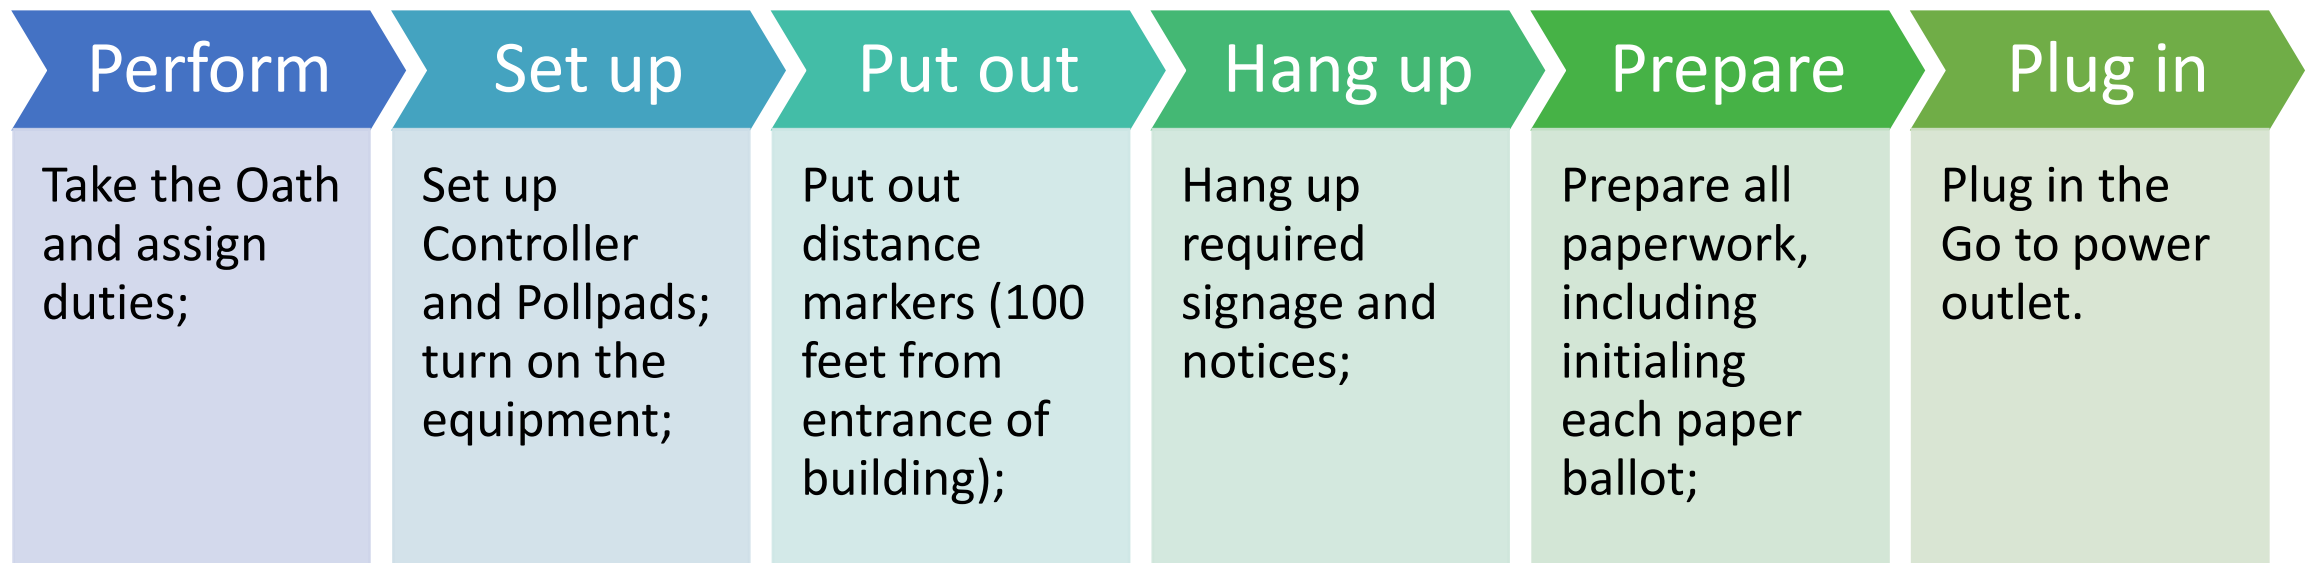 Perform
Take the Oath
and assign
duties;
Set up
Set up
Controller
and Pollpads;
turn on the
equipment;
Put out
Put out
distance
markers (100
feet from
entrance of
building);
Hang up
Hang up
required
signage and
notices;
Prepare
Prepare all
paperwork,
including
initialing
each paper
ballot;
Plug in
Plug in the
Go to power
outlet.